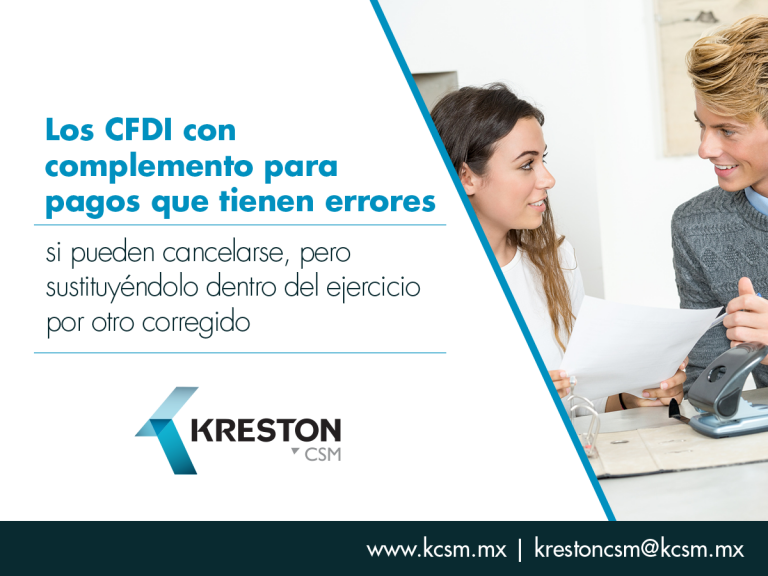 Los CFDI con
complemento para
pagos que tienen errores
si pueden cancelarse, pero
sustituyéndolo dentro del ejercicio
por otro corregido
KRESTON
CSM
www.kcsm.mx | krestoncsm@kcsm.mx